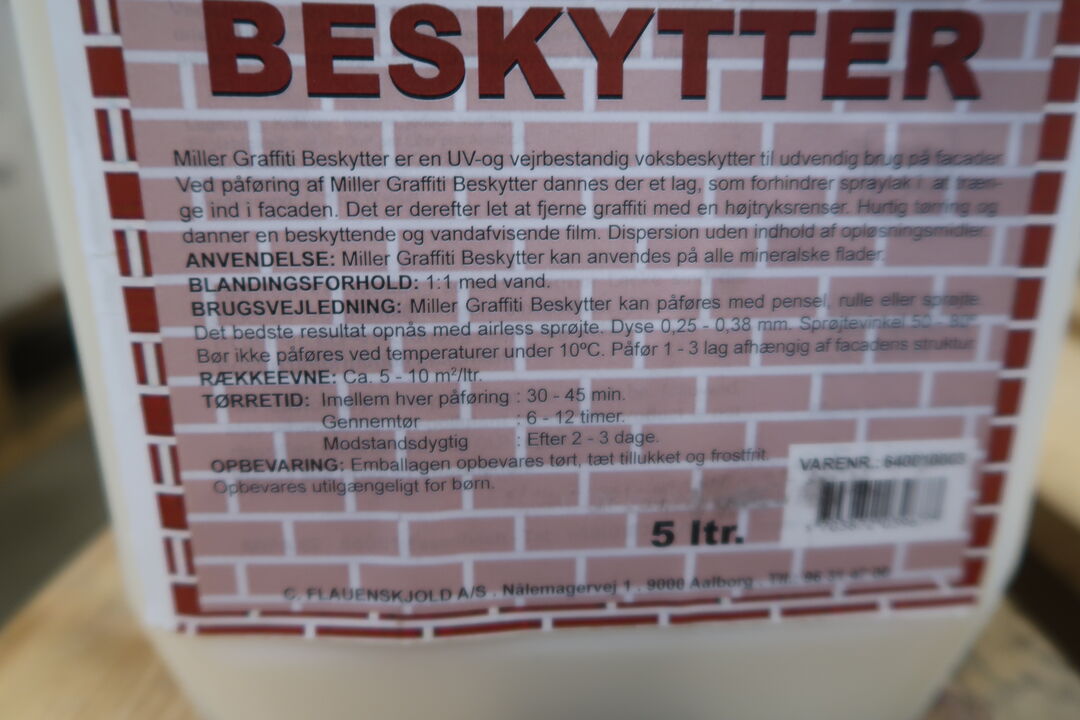 BESKYTTER
Miller Graffiti Beskytter er en UV-og vejrbestandig voksbeskytter til udvendig brug på facader.
Ved påføring af Miller Graffiti Beskytter dannes der et lag, som forhindrer spraylak i at træn-
ge ind i facaden. Det er derefter let at fjerne graffiti med en højtryksrenser. Hurtig tørring og
danner en beskyttende og vandafvisende film. Dispersion uden indhold af opløsningsmidler.
ANVENDELSE: Miller Graffiti Beskytter kan anvendes på alle mineralske flader.
BLANDINGSFORHOLD: 1:1 med vand.
BRUGSVEJLEDNING: Miller Graffiti Beskytter kan påføres med pensel, rulle eller sprøjte.
Det bedste resultat opnås med airless sprøjte. Dyse 0,25 - 0,38 mm. Sprøjtevinkel 50 - 80°
Bør ikke påføres ved temperaturer under 10ºC. Påfør 1 - 3 lag afhængig af facadens struktur.
RÆKKEEVNE: Ca. 5 - 10 m²/ltr.
TØRRETID: Imellem hver påføring : 30 - 45 min.
Gennemtør : 6 - 12 timer.
Modstandsdygtig : Efter 2 - 3 dage.
OPBEVARING: Emballagen opbevares tørt, tæt tillukket og frostfrit.
Opbevares utilgængeligt for børn.
VARENR.:
5 ltr.
C. FLAUENSKJOLD A/S . Nålemagervej 1 . 9000 Aalborg . Tlf.: